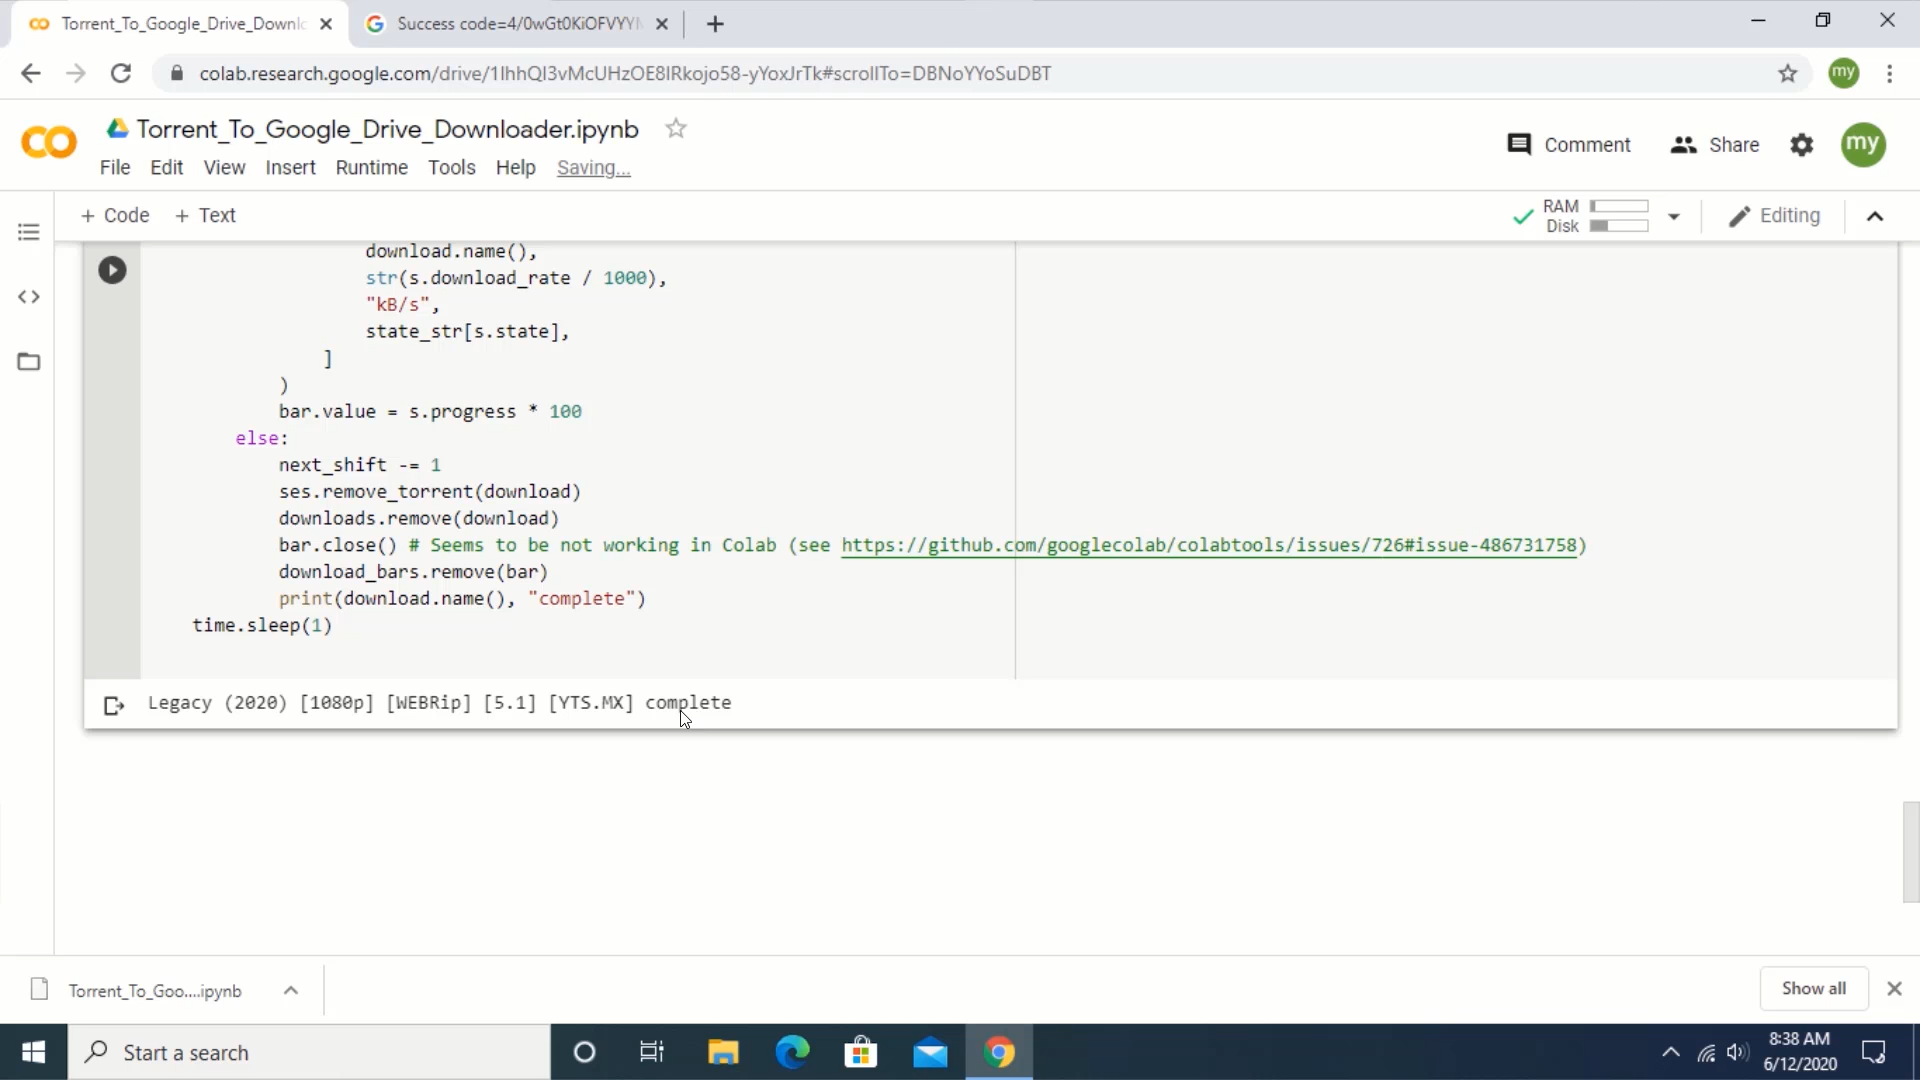 Torrent_To_Google_Drive_Downlo
Success code=4/0wGt0KiOFVYYN
colab.research.google.com/drive/1lhhQI3vMcUHzOE8IRkojo58-yYoxJrTk#scrollTo=DBNoYYoSuDBT
my
Torrent_To_Google_Drive_Downloader.ipynb
File Edit View Insert Runtime Tools Help Saving...
Comment Share my
+ Code + Text
RAM
Disk
Editing
download.name(),
str(s.download_rate / 1000),
"kB/s",
state_str[s.state],
]
)
bar.value = s.progress * 100
else:
next_shift -= 1
ses.remove_torrent(download)
downloads.remove(download)
bar.close() # Seems to be not working in Colab (see https://github.com/googlecolab/colabtools/issues/726#issue-486731758)
download_bars.remove(bar)
print(download.name(), "complete")
time.sleep(1)
Legacy (2020) [1080p] [WEBRip] [5.1] [YTS.MX] complete
Torrent_To_Goo....ipynb
Show all
Start a search
8:38 AM
6/12/2020